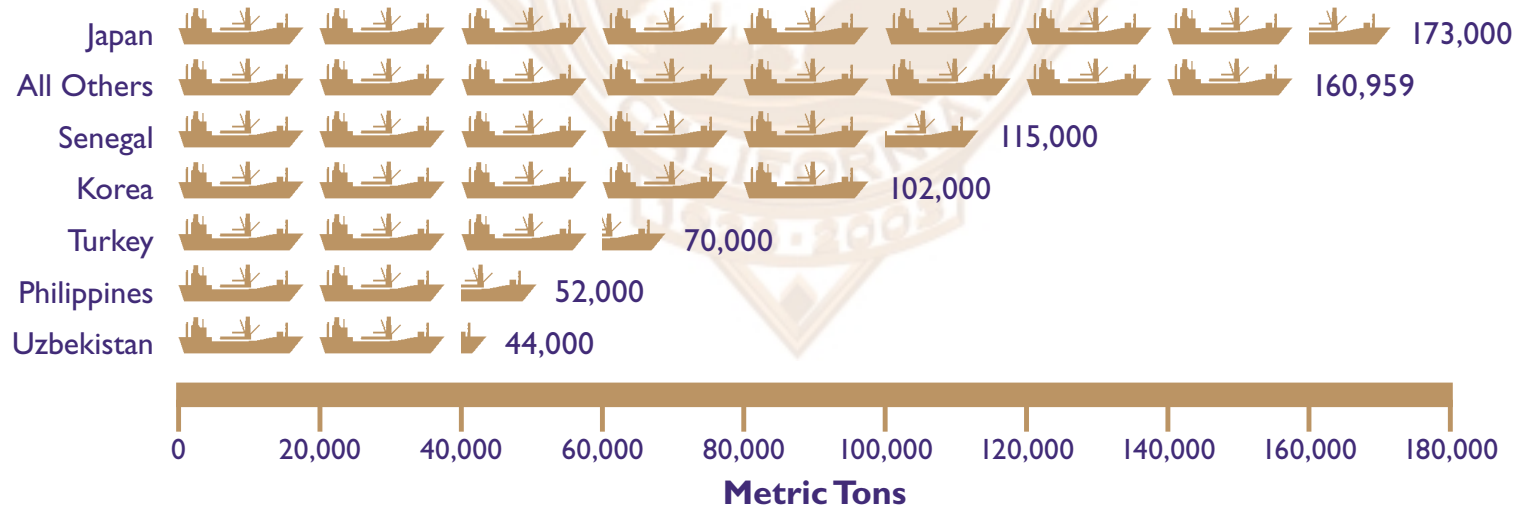 Japan 173,000
All Others 160,959
Senegal 115,000
Korea 102,000
Turkey 70,000
Philippines 52,000
Uzbekistan 44,000
0 20,000 40,000 60,000 80,000 100,000 120,000 140,000 160,000 180,000
Metric Tons
CALIFORNIA